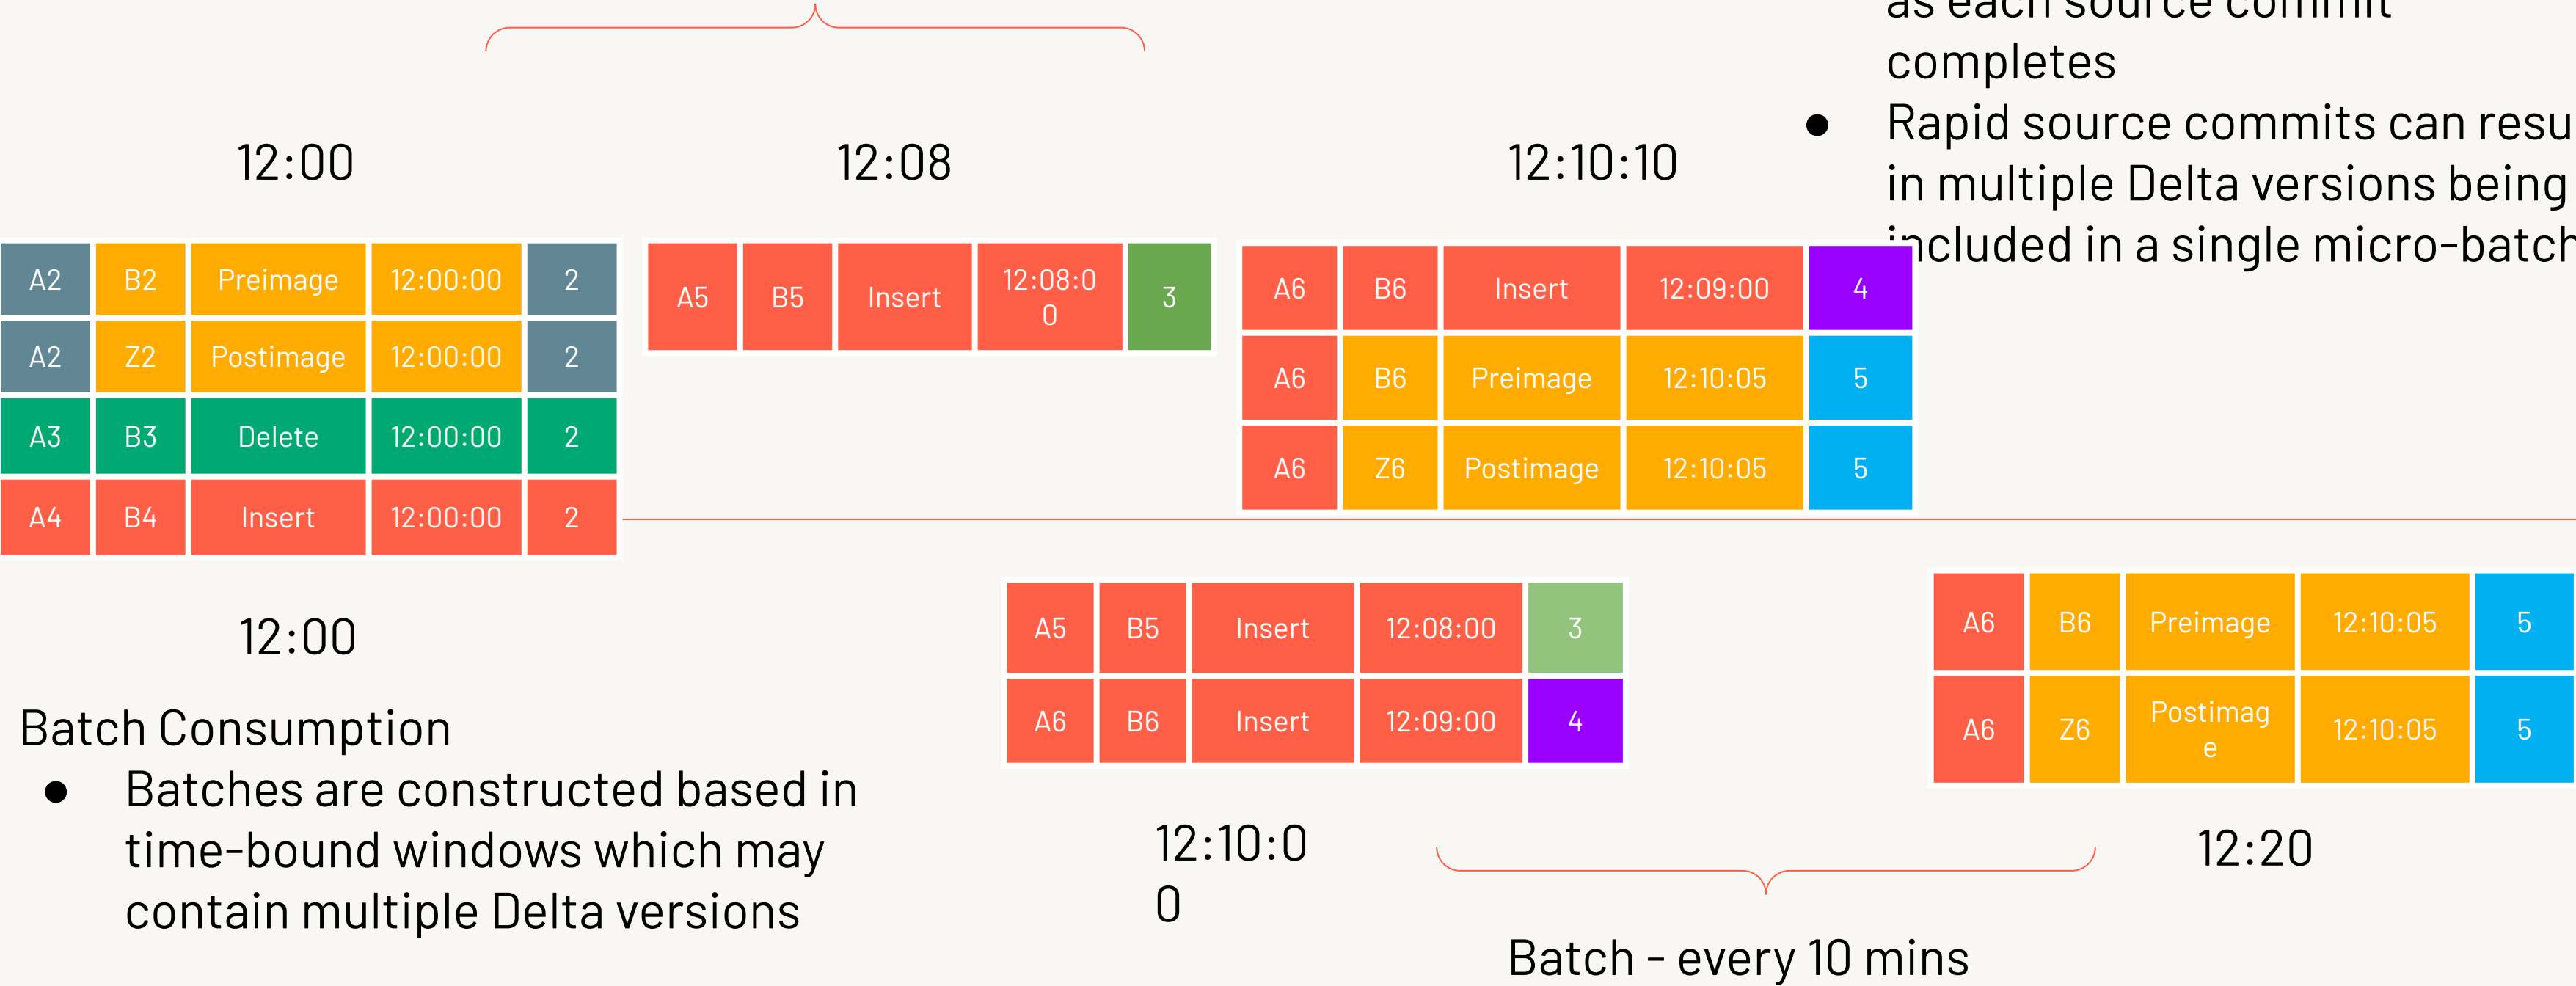 as each source commit
completes
● Rapid source commits can resu
in multiple Delta versions being
included in a single micro-batch
12:00
12:08
12:10:10
A2 B2 Preimage 12:00:00 2
A2 Z2 Postimage 12:00:00 2
A3 B3 Delete 12:00:00 2
A4 B4 Insert 12:00:00 2
A5 B5 Insert 12:08:0
0 3
A6 B6 Insert 12:09:00 4
A6 B6 Preimage 12:10:05 5
A6 Z6 Postimage 12:10:05 5
12:00
Batch Consumption
● Batches are constructed based in
time-bound windows which may
contain multiple Delta versions
A5 B5 Insert 12:08:00 3
A6 B6 Insert 12:09:00 4
12:10:0
0
A6 B6 Preimage 12:10:05 5
A6 Z6 Postimag
e 12:10:05 5
12:20
Batch - every 10 mins